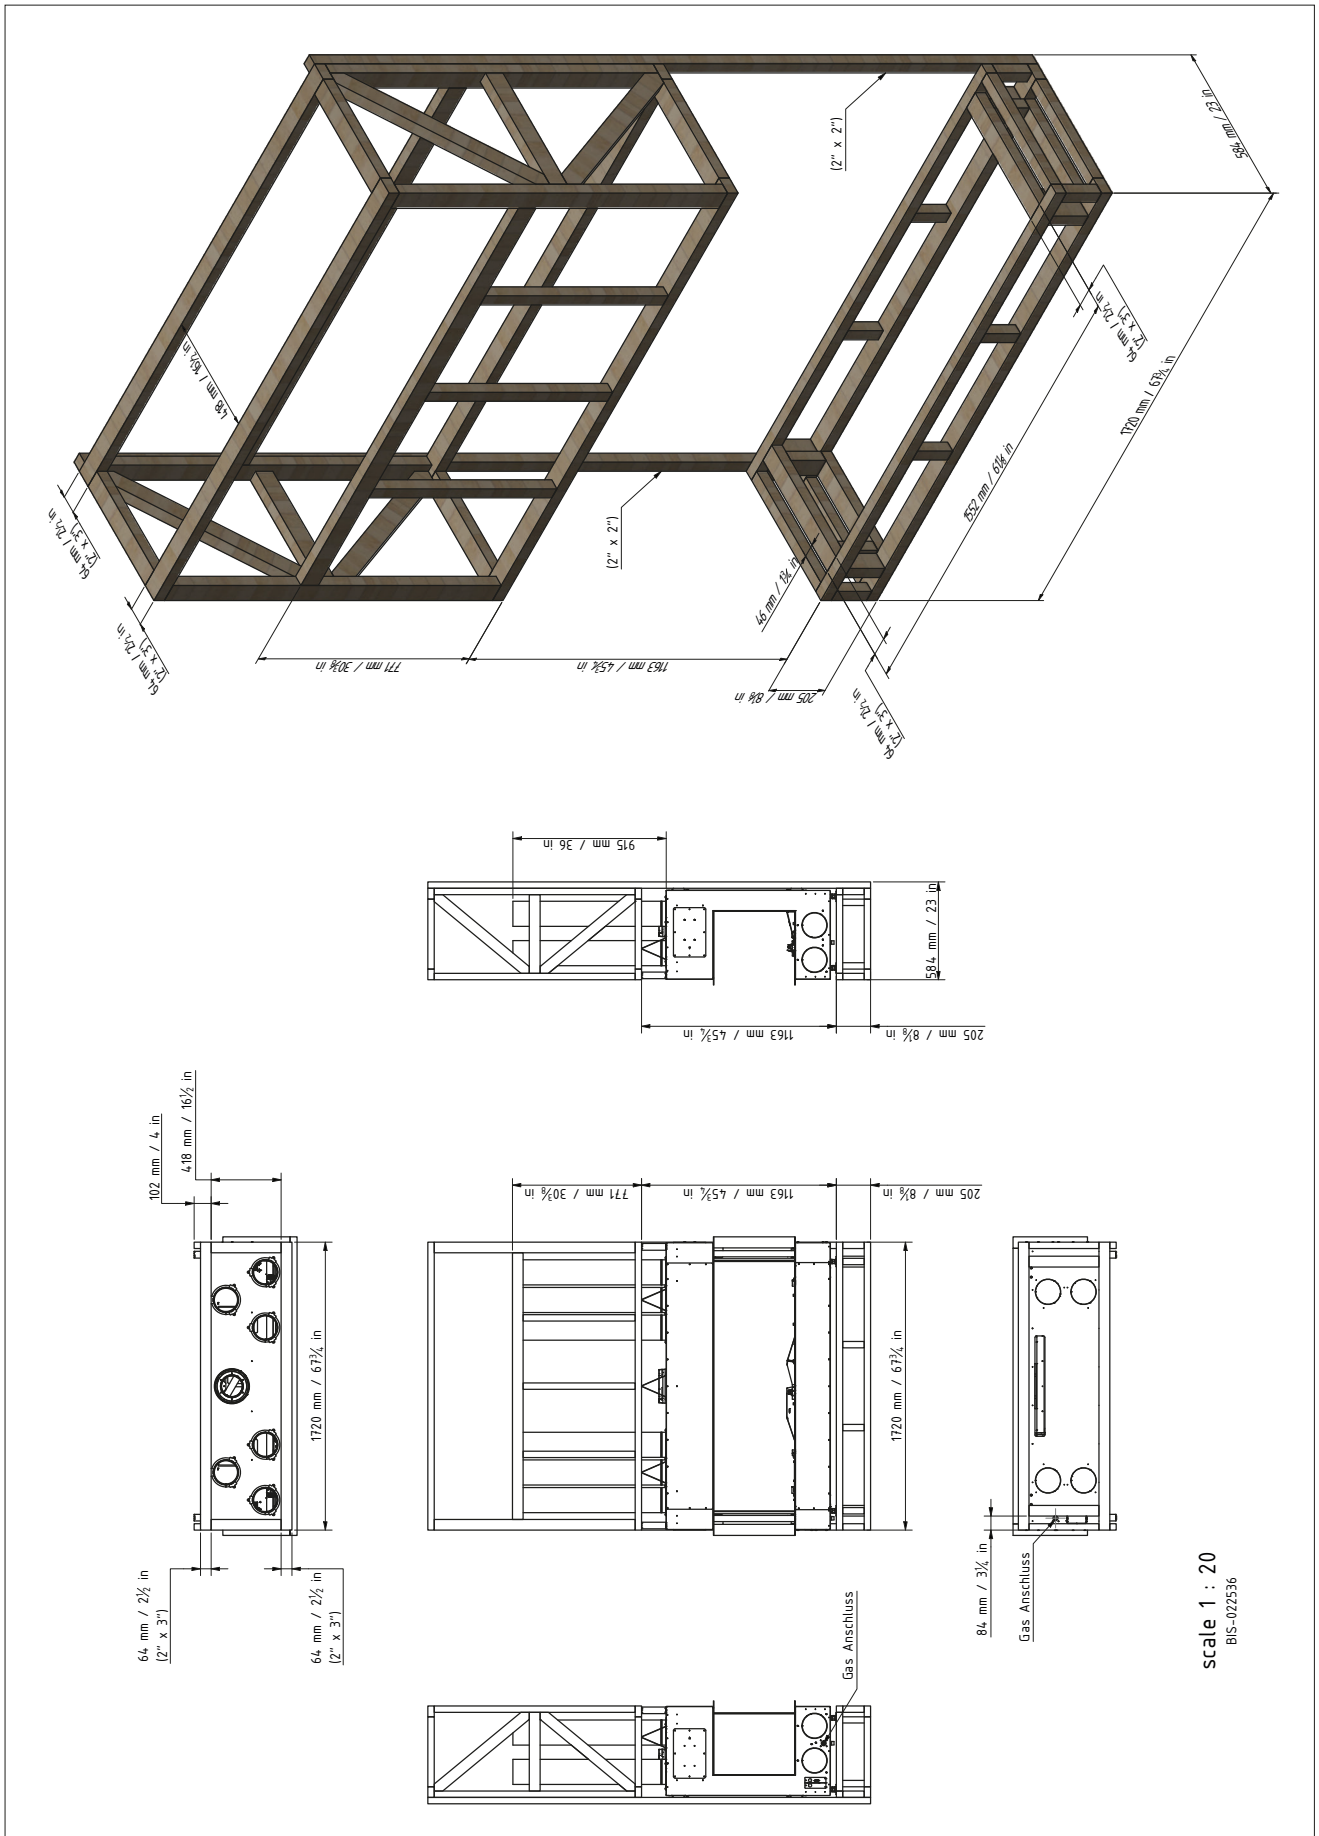 (2" x 2")
584 mm / 23 in
418 mm / 16½ in
64 mm / 2½ in
(2" x 3")
64 mm / 2½ in
(2" x 3")
(2" x 2")
64 mm / 2½ in
(2" x 3")
1720 mm / 67¾ in
1552 mm / 61⅛ in
46 mm / 1¾ in
771 mm / 30⅜ in
1163 mm / 45¾ in
205 mm / 8⅛ in
64 mm / 2½ in
(2" x 3")
915 mm / 36 in
584 mm / 23 in
1163 mm / 45¾ in
205 mm / 8⅛ in
102 mm / 4 in
418 mm / 16½ in
771 mm / 30⅜ in
1163 mm / 45¾ in
205 mm / 8⅛ in
1720 mm / 67¾ in
1720 mm / 67¾ in
64 mm / 2½ in
(2" x 3")
64 mm / 2½ in
(2" x 3")
84 mm / 3¼ in
Gas Anschluss
Gas Anschluss
scale 1 : 20
BIS-022536